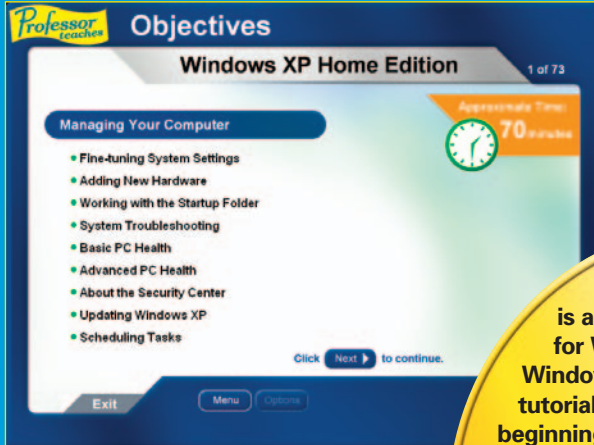 Professor
teaches
Objectives
Windows XP Home Edition
1 of 73
Approximate Time:
70 minutes
Managing Your Computer
• Fine-tuning System Settings
• Adding New Hardware
• Working with the Startup Folder
• System Troubleshooting
• Basic PC Health
• Advanced PC Health
• About the Security Center
• Updating Windows XP
• Scheduling Tasks
Click Next to continue.
Exit
Menu
Options
is a
for
tutorial
beginning